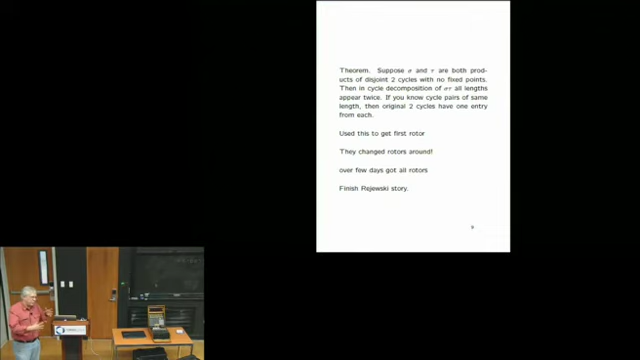 Theorem. Suppose σ and τ are both prod-
ucts of disjoint 2 cycles with no fixed points.
Then in cycle decomposition of στ all lengths
appear twice. If you know cycle pairs of same
length, then original 2 cycles have one entry
from each.
Used this to get first rotor
They changed rotors around!
over few days got all rotors
Finish Rejewski story.